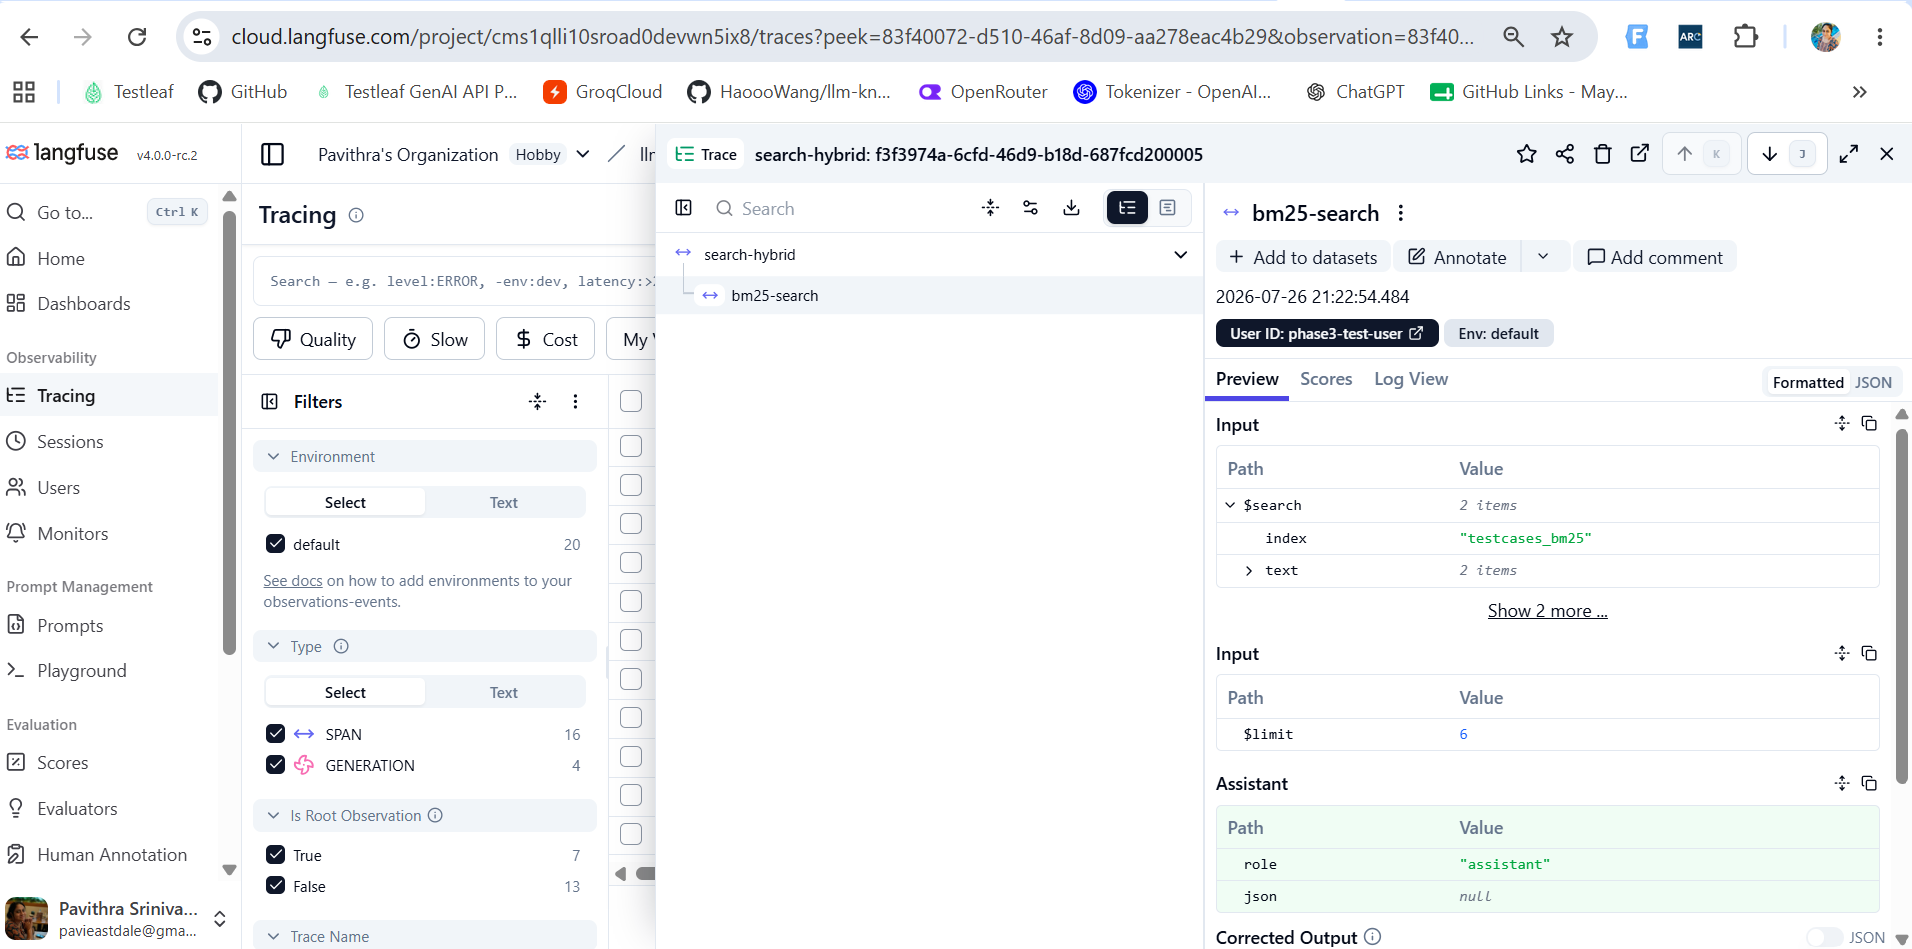 cloud.langfuse.com/project/cms1qlli10sroad0devwn5ix8/traces?peek=83f40072-d510-46af-8d09-aa278eac4b29&observation=83f40...
ARC
Testleaf
GitHub
Testleaf GenAI API P...
GroqCloud
HaoooWang/llm-kn...
OpenRouter
Tokenizer - OpenAI...
ChatGPT
GitHub Links - May...
langfuse v4.0.0-rc.2
Go to... Ctrl K
Home
Dashboards
Observability
Tracing
Sessions
Users
Monitors
Prompt Management
Prompts
Playground
Evaluation
Scores
Evaluators
Human Annotation
Pavithra Sriniva...
pavieastdale@gma...
Pavithra's Organization Hobby
Tracing
Search — e.g. level:ERROR, -env:dev, latency:>
Quality
Slow
Cost
My
Filters
Environment
Select Text
default 20
See docs on how to add environments to your
observations-events.
Type
Select Text
SPAN 16
GENERATION 4
Is Root Observation
True 7
False 13
Trace Name
Trace search-hybrid: f3f3974a-6cfd-46d9-b18d-687fcd200005
K
J
Search
search-hybrid
bm25-search
bm25-search
Add to datasets
Annotate
Add comment
2026-07-26 21:22:54.484
User ID: phase3-test-user
Env: default
Preview Scores Log View
Formatted JSON
Input
Path Value
$search 2 items
index "testcases_bm25"
text 2 items
Show 2 more ...
Input
Path Value
$limit 6
Assistant
Path Value
role "assistant"
json null
Corrected Output
JSON